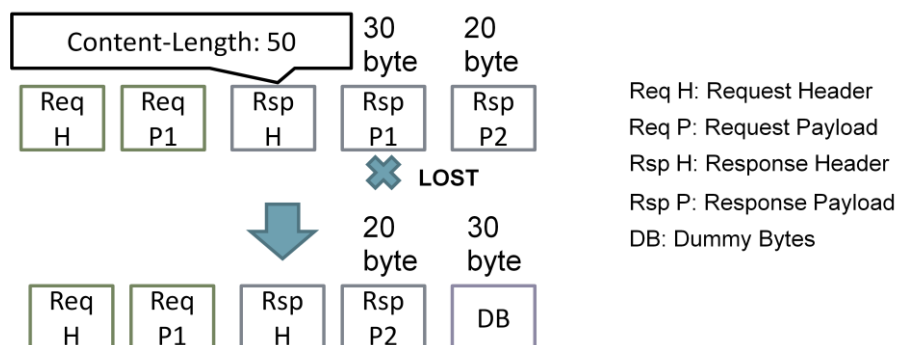 Content-Length: 50
30 byte
20 byte
Req H
Req P1
Rsp H
Rsp P1
Rsp P2
LOST
20 byte
30 byte
Req H
Req P1
Rsp H
Rsp P2
DB
Req H: Request Header
Req P: Request Payload
Rsp H: Response Header
Rsp P: Response Payload
DB: Dummy Bytes